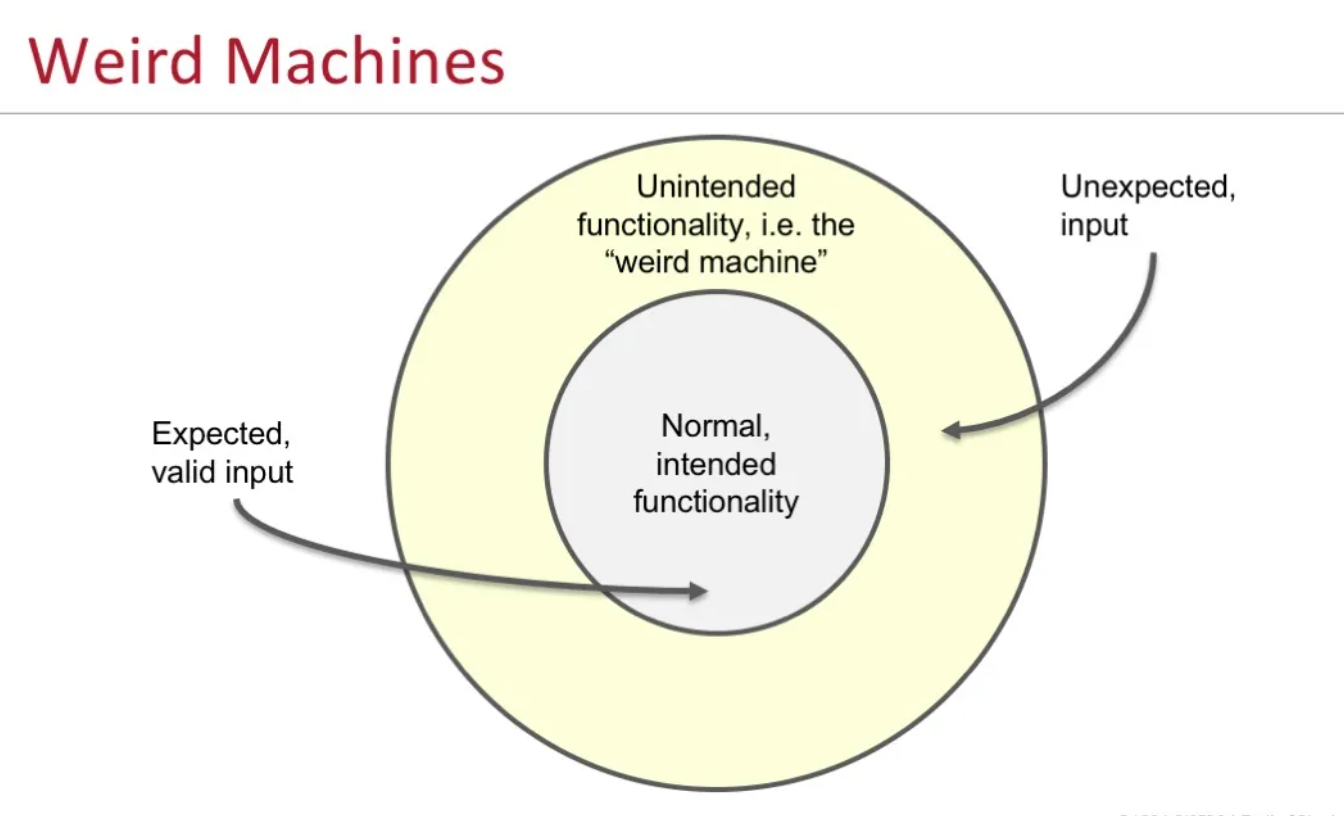 Weird Machines
Unintended
functionality, i.e. the
“weird machine”
Unexpected,
input
Normal,
intended
functionality
Expected,
valid input